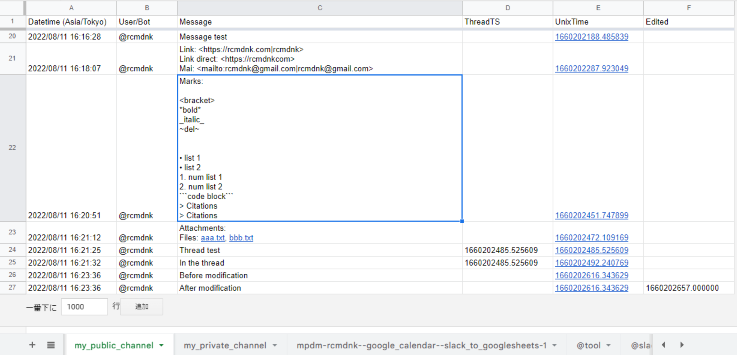 A B C D E F
1 Datetime (Asia/Tokyo) User/Bot Message ThreadTS UnixTime Edited
20 2022/08/11 16:16:28 @rcmdnk Message test 1660202188.485839
Link: <https://rcmdnk.com|rcmdnk>
Link direct: <https://rcmdnkcom>
21 2022/08/11 16:18:07 @rcmdnk Mai: <mailto:rcmdnk@gmail.com|rcmdnk@gmail.com> 1660202287.923049
Marks:
<bracket>
*bold*
_italic_
~del~
• list 1
• list 2
1. num list 1
2. num list 2
```code block```
> Citations
22 2022/08/11 16:20:51 @rcmdnk > Citations 1660202451.747899
Attachments:
23 2022/08/11 16:21:12 @rcmdnk Files: aaa.txt, bbb.txt 1660202472.109169
24 2022/08/11 16:21:25 @rcmdnk Thread test 1660202485.525609 1660202485.525609
25 2022/08/11 16:21:32 @rcmdnk In the thread 1660202485.525609 1660202492.240769
26 2022/08/11 16:23:36 @rcmdnk Before modification 1660202616.343629
27 2022/08/11 16:23:36 @rcmdnk After modification 1660202616.343629 1660202657.000000
一番下に 1000 行 追加
my_public_channel my_private_channel mpdm-rcmdnk--google_calendar--slack_to_googlesheets-1 @tool @sla